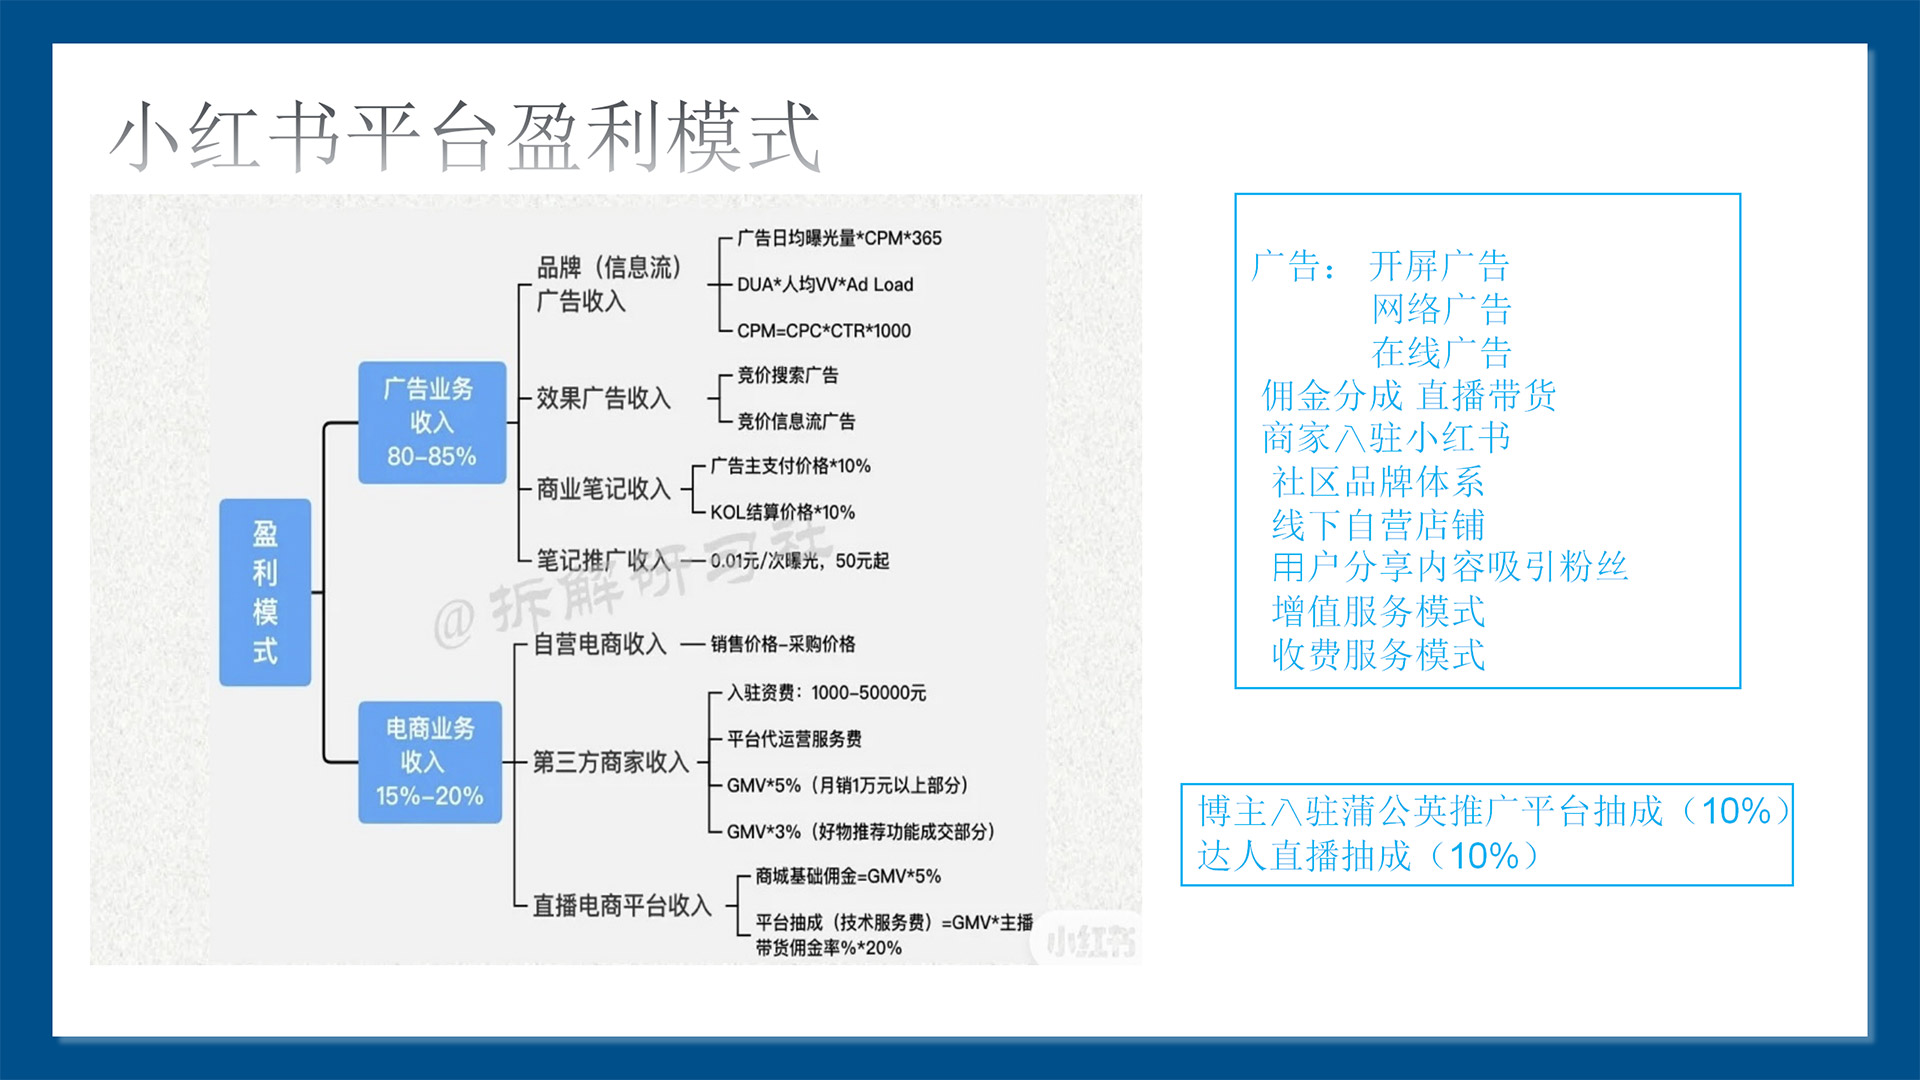 小红书平台盈利模式
盈利模式
广告业务
收入
80-85%
品牌（信息流）
广告收入
广告日均曝光量*CPM*365
DUA*人均VV*Ad Load
CPM=CPC*CTR*1000
效果广告收入
竞价搜索广告
竞价信息流广告
商业笔记收入
广告主支付价格*10%
KOL结算价格*10%
笔记推广收入
0.01元/次曝光，50元起
电商业务
收入
15%-20%
自营电商收入
销售价格-采购价格
第三方商家收入
入驻资费：1000-50000元
平台代运营服务费
GMV*5%（月销1万元以上部分）
GMV*3%（好物推荐功能成交部分）
直播电商平台收入
商城基础佣金=GMV*5%
平台抽成（技术服务费）=GMV*主播
带货佣金率%*20%
@拆解研习社
小红书
广告： 开屏广告
网络广告
在线广告
佣金分成 直播带货
商家入驻小红书
社区品牌体系
线下自营店铺
用户分享内容吸引粉丝
增值服务模式
收费服务模式
博主入驻蒲公英推广平台抽成（10%）
达人直播抽成（10%）